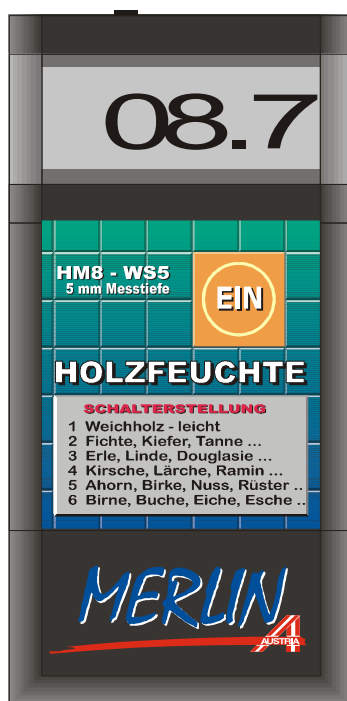 08.7
HM8 - WS5
5 mm Messtiefe
EIN
HOLZFEUCHTE
SCHALTERSTELLUNG
1 Weichholz - leicht
2 Fichte, Kiefer, Tanne ...
3 Erle, Linde, Douglasie ...
4 Kirsche, Lärche, Ramin ...
5 Ahorn, Birke, Nuss, Rüster ..
6 Birne, Buche, Eiche, Esche ..
MERLIN
A
AUSTRIA